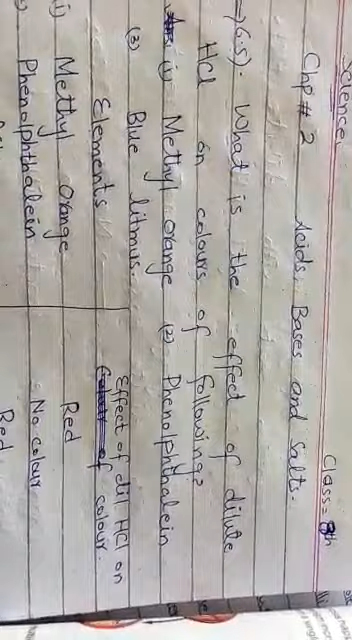 Science
Class = 8th
Chp # 2 Acids, Bases and Salts.
Q.5). What is the effect of dilute
HCl on colours of followings
(i) Methyl orange (2) Phenolphthalein
(3) Blue litmus.
Elements
Effect of dil HCl on
of colour.
i) Methyl Orange Red
Phenolphthalein No colour
Red